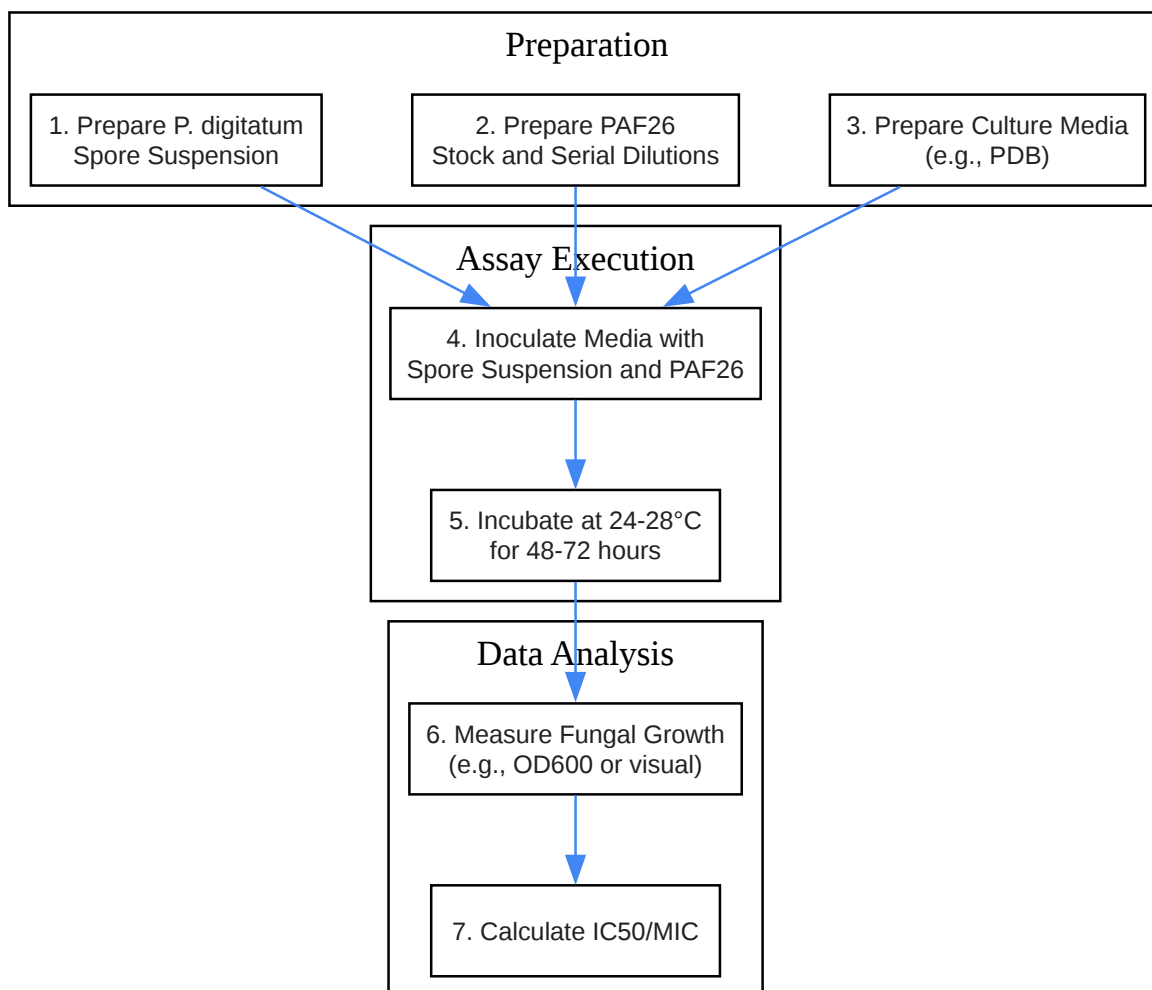 Preparation
1. Prepare P. digitatum
Spore Suspension
2. Prepare PAF26
Stock and Serial Dilutions
3. Prepare Culture Media
(e.g., PDB)
Assay Execution
4. Inoculate Media with
Spore Suspension and PAF26
5. Incubate at 24-28°C
for 48-72 hours
Data Analysis
6. Measure Fungal Growth
(e.g., OD600 or visual)
7. Calculate IC50/MIC